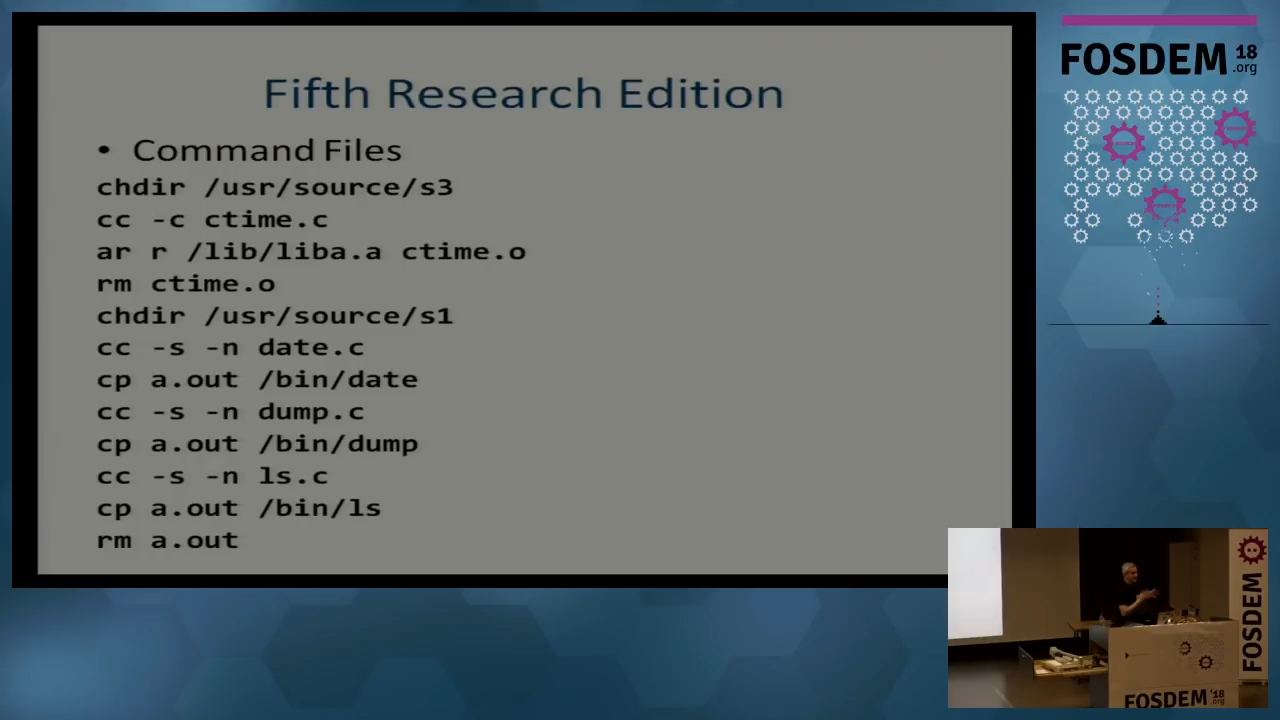 Fifth Research Edition
• Command Files
chdir /usr/source/s3
cc -c ctime.c
ar r /lib/liba.a ctime.o
rm ctime.o
chdir /usr/source/s1
cc -s -n date.c
cp a.out /bin/date
cc -s -n dump.c
cp a.out /bin/dump
cc -s -n ls.c
cp a.out /bin/ls
rm a.out
FOSDEM 18
.org
FOSDEM
FOSDEM '18
.org